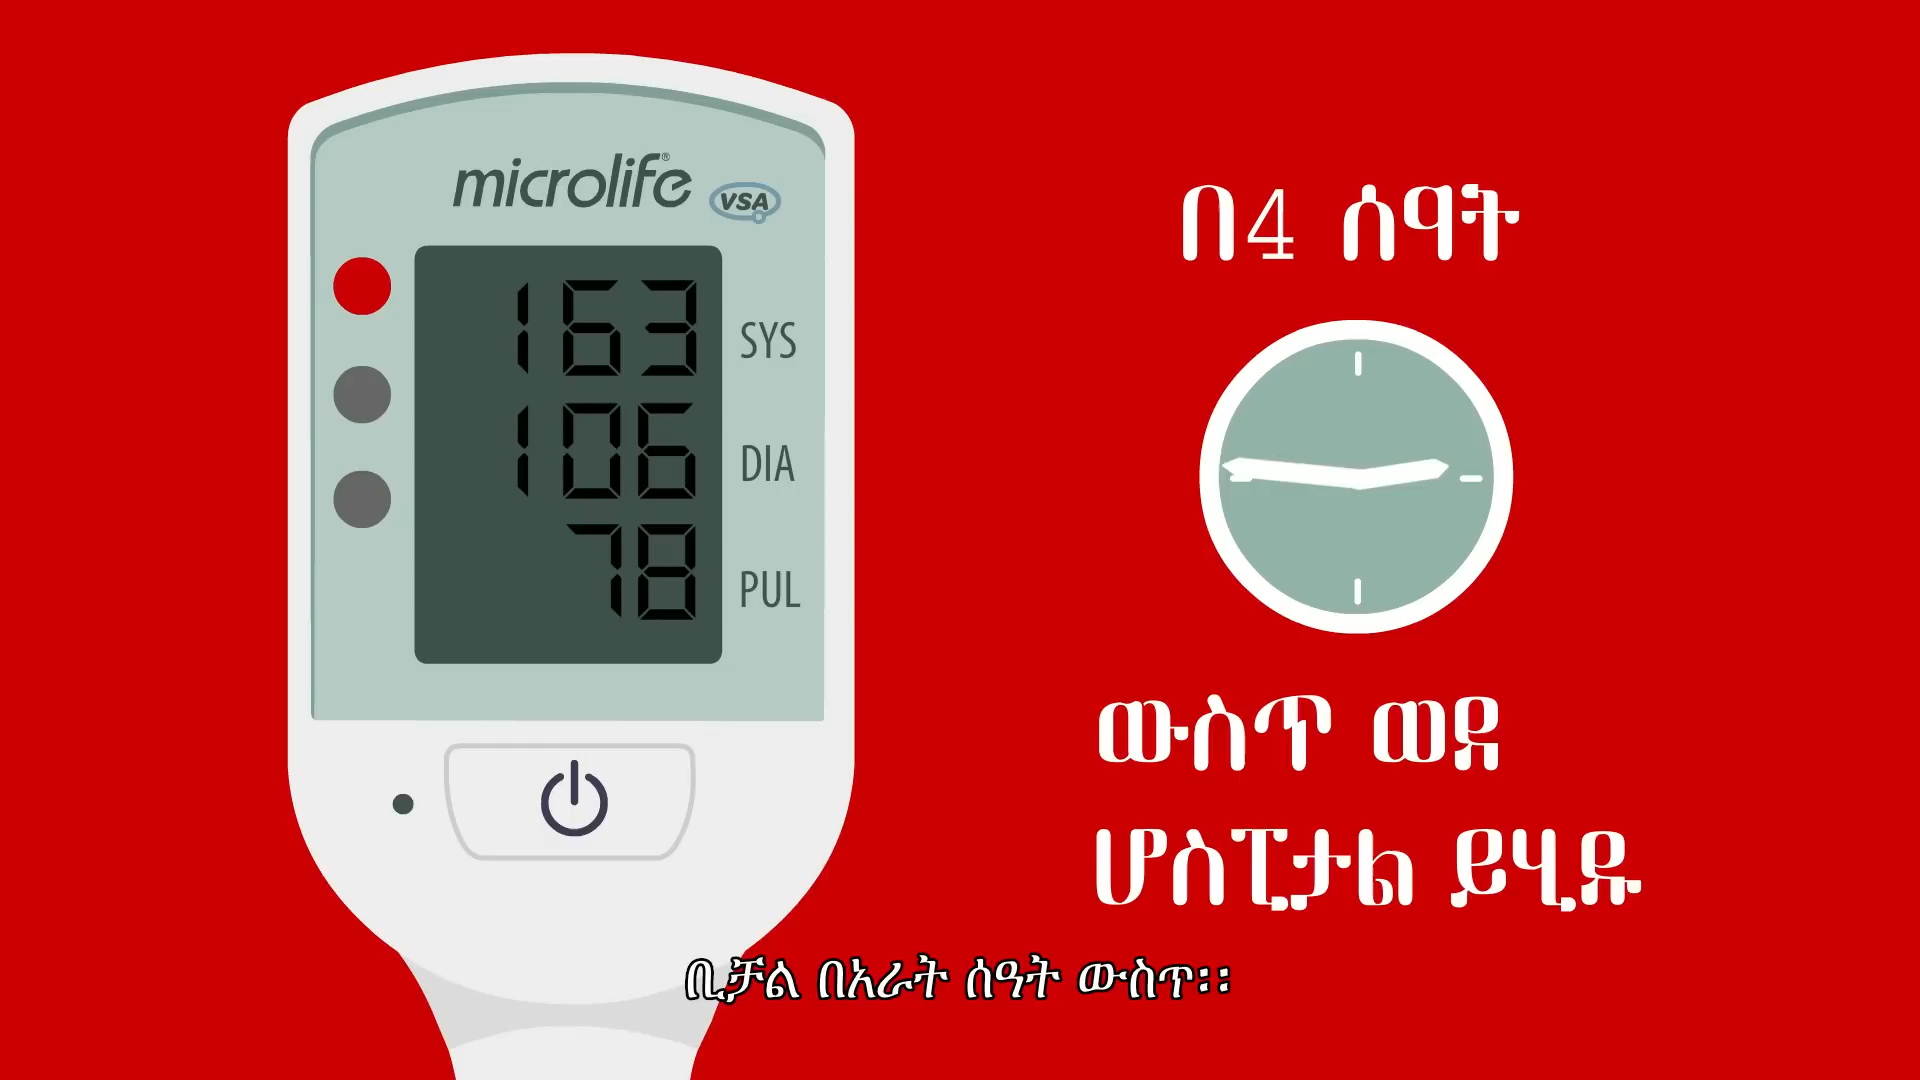 microlife®
VSA
163
SYS
106
DIA
78
PUL
በ4 ሰዓት
ውስጥ ወደ
ሆስፒታል ይሂዱ
ቢቻል በአራት ሰዓት ውስጥ፡፡